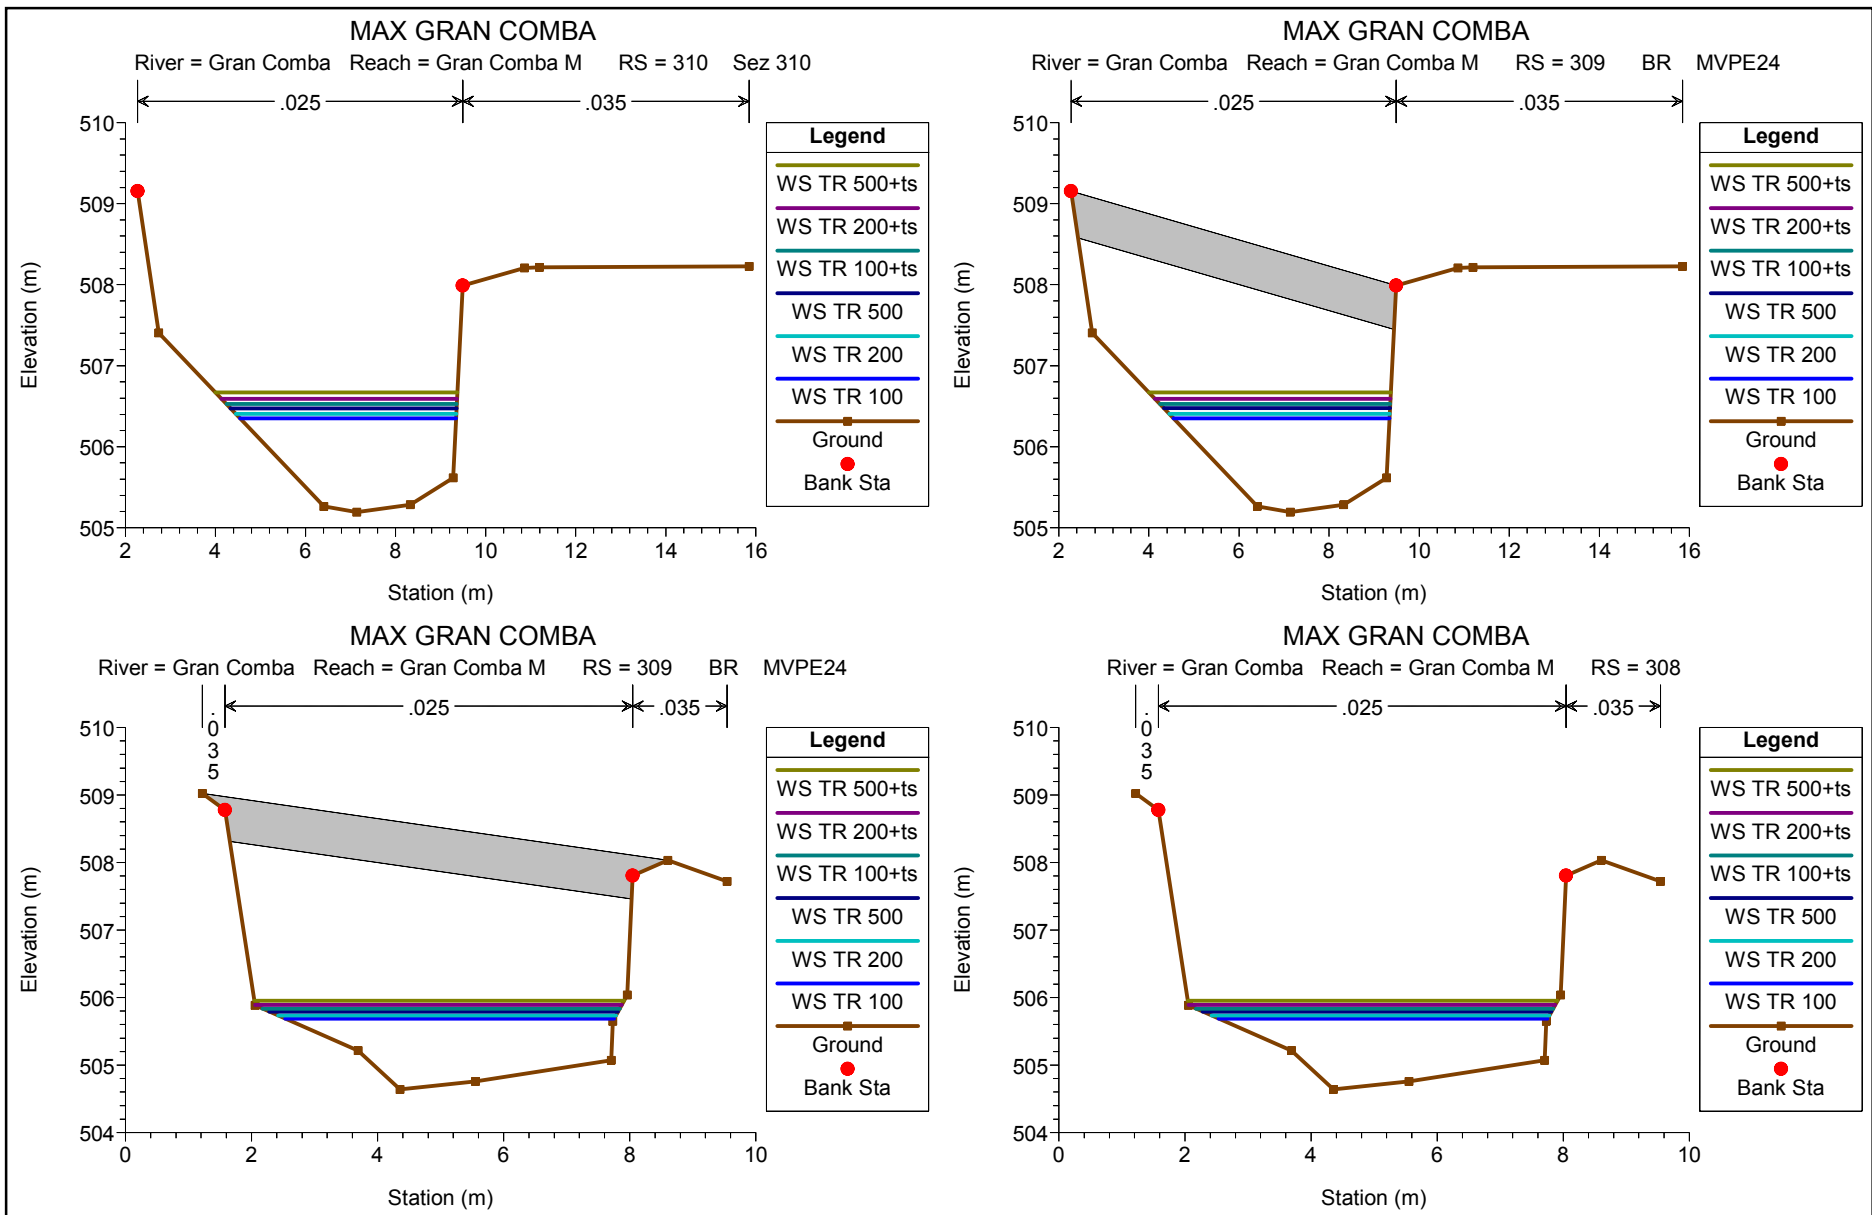 MAX GRAN COMBA
River = Gran Comba Reach = Gran Comba M RS = 310 Sez 310
.025 .035
510
509
508
507
506
505
2 4 6 8 10 12 14 16
Elevation (m)
Station (m)
Legend
WS TR 500+ts
WS TR 200+ts
WS TR 100+ts
WS TR 500
WS TR 200
WS TR 100
Ground
Bank Sta
MAX GRAN COMBA
River = Gran Comba Reach = Gran Comba M RS = 309 BR MVPE24
.025 .035
510
509
508
507
506
505
2 4 6 8 10 12 14 16
Elevation (m)
Station (m)
Legend
WS TR 500+ts
WS TR 200+ts
WS TR 100+ts
WS TR 500
WS TR 200
WS TR 100
Ground
Bank Sta
MAX GRAN COMBA
River = Gran Comba Reach = Gran Comba M RS = 309 BR MVPE24
.035 .025 .035
510
509
508
507
506
505
504
0 2 4 6 8 10
Elevation (m)
Station (m)
Legend
WS TR 500+ts
WS TR 200+ts
WS TR 100+ts
WS TR 500
WS TR 200
WS TR 100
Ground
Bank Sta
MAX GRAN COMBA
River = Gran Comba Reach = Gran Comba M RS = 308
.035 .025 .035
510
509
508
507
506
505
504
0 2 4 6 8 10
Elevation (m)
Station (m)
Legend
WS TR 500+ts
WS TR 200+ts
WS TR 100+ts
WS TR 500
WS TR 200
WS TR 100
Ground
Bank Sta